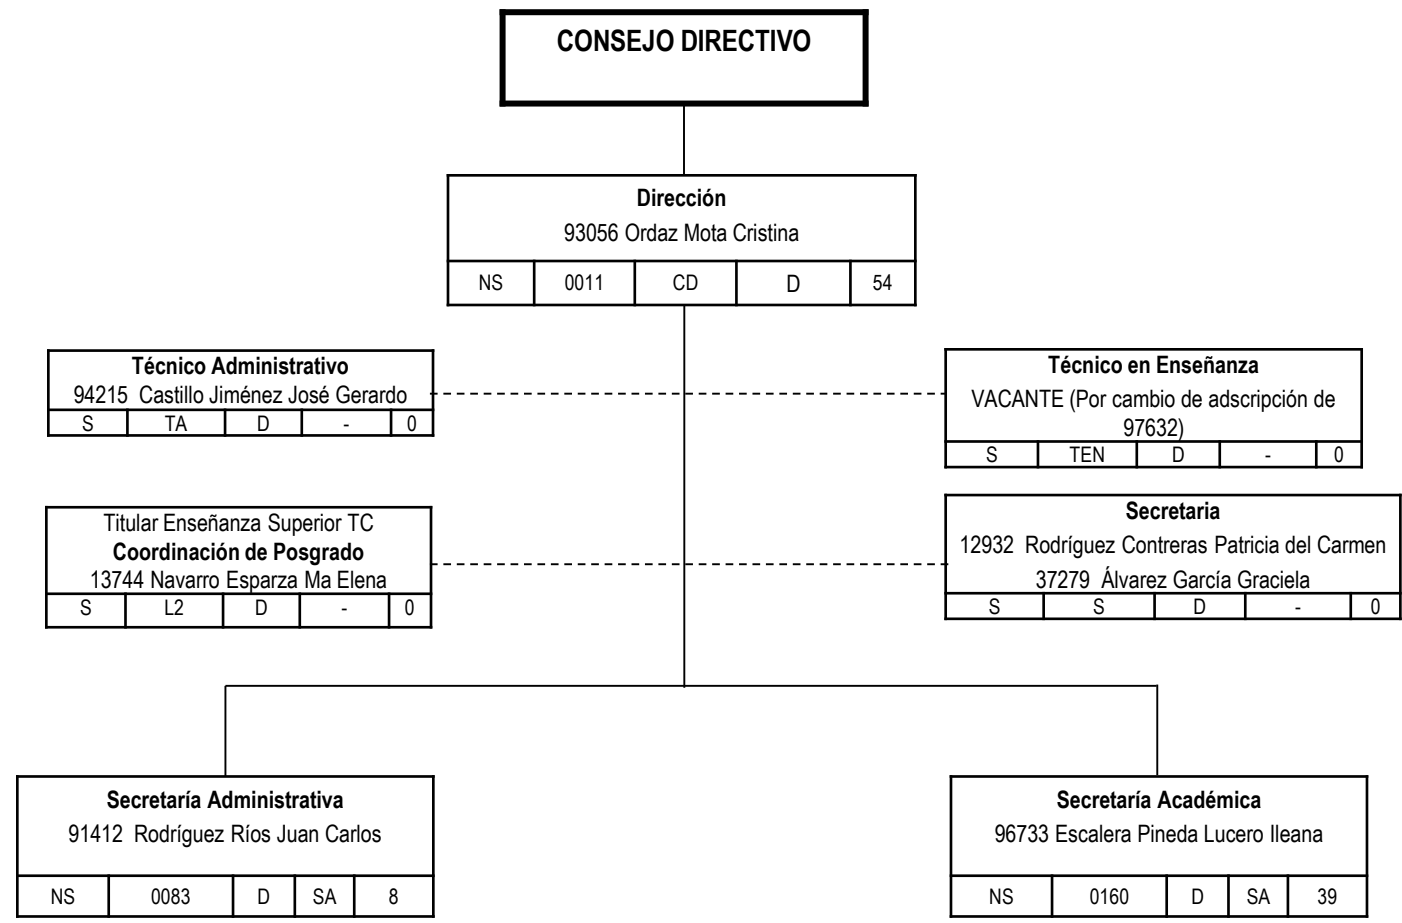 CONSEJO DIRECTIVO
Dirección
93056 Ordaz Mota Cristina
NS 0011 CD D 54
Técnico Administrativo
94215 Castillo Jiménez José Gerardo
S TA D - 0
Técnico en Enseñanza
VACANTE (Por cambio de adscripción de
97632)
S TEN D - 0
Titular Enseñanza Superior TC
Coordinación de Posgrado
13744 Navarro Esparza Ma Elena
S L2 D - 0
Secretaria
12932 Rodríguez Contreras Patricia del Carmen
37279 Álvarez García Graciela
S S D - 0
Secretaría Administrativa
91412 Rodríguez Ríos Juan Carlos
NS 0083 D SA 8
Secretaría Académica
96733 Escalera Pineda Lucero Ileana
NS 0160 D SA 39